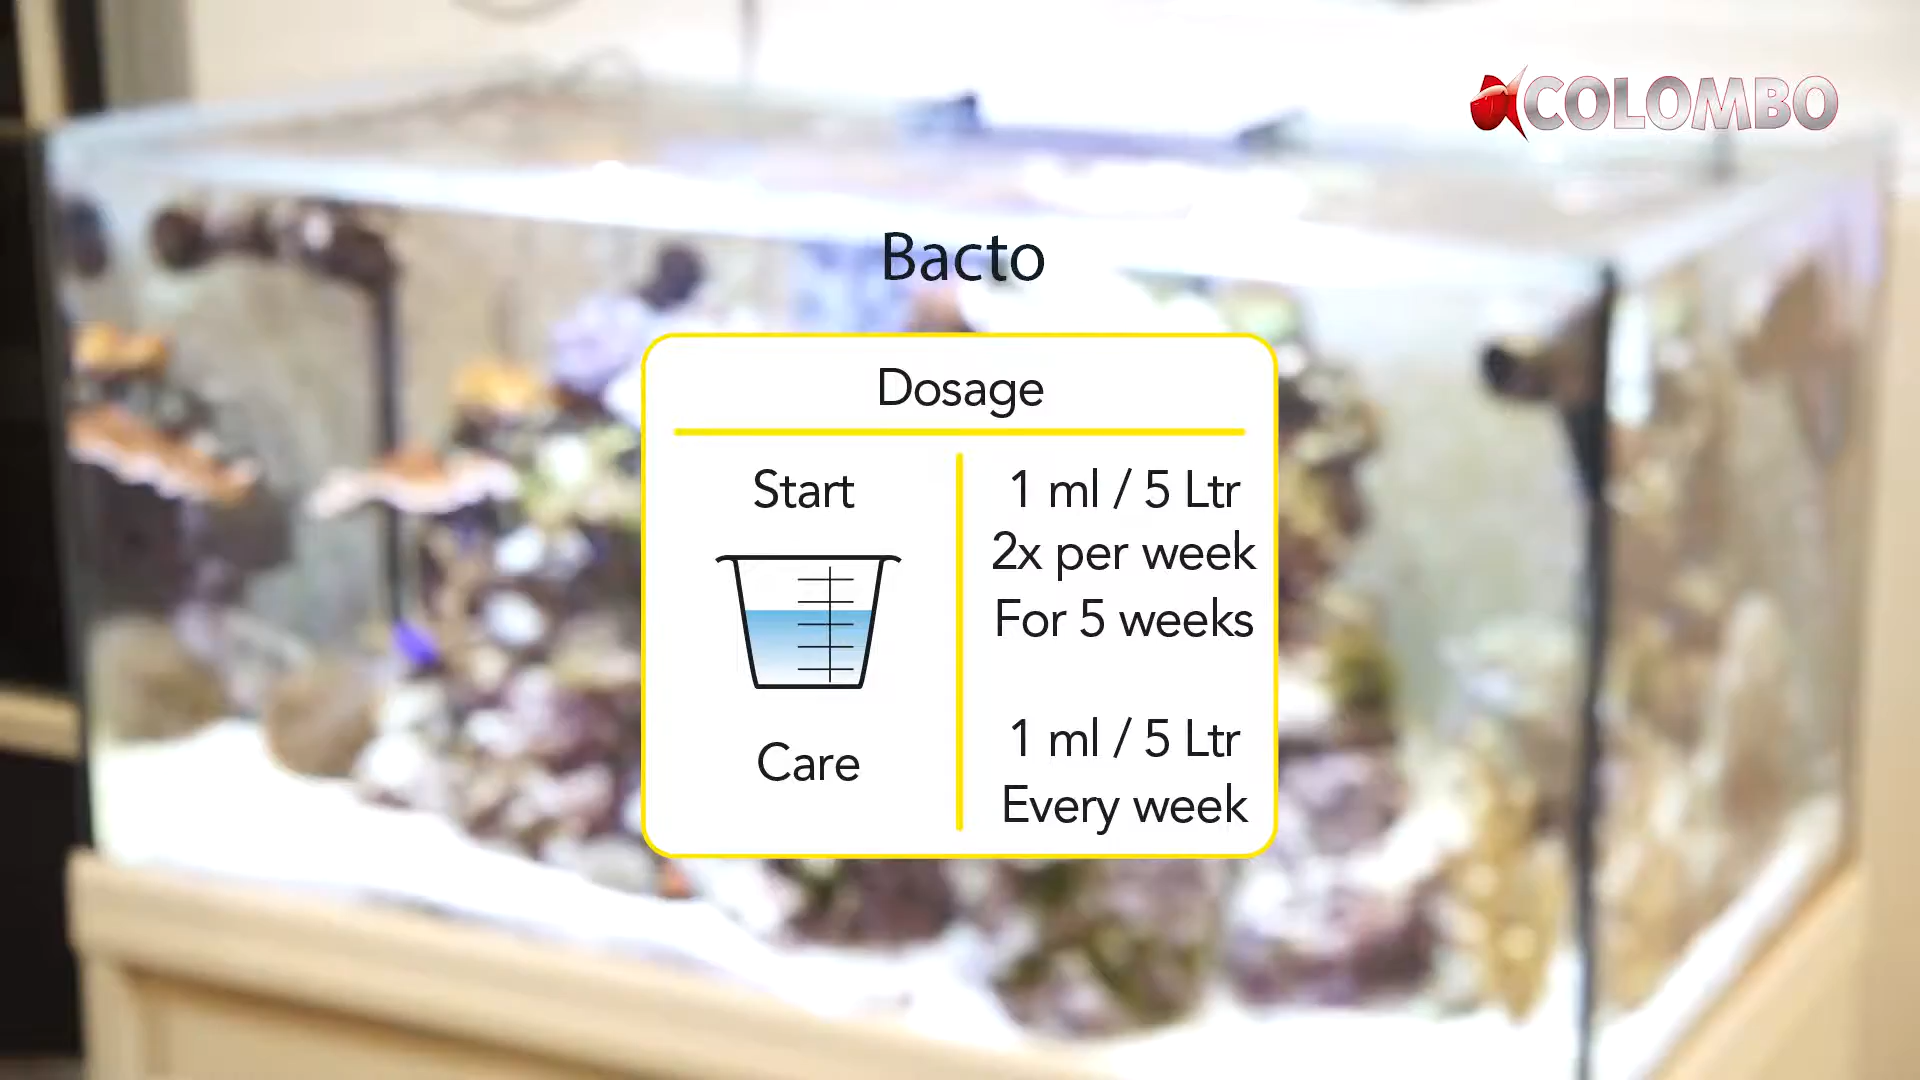 COLOMBO
Bacto
Dosage
Start
1 ml / 5 Ltr
2x per week
For 5 weeks
Care
1 ml / 5 Ltr
Every week